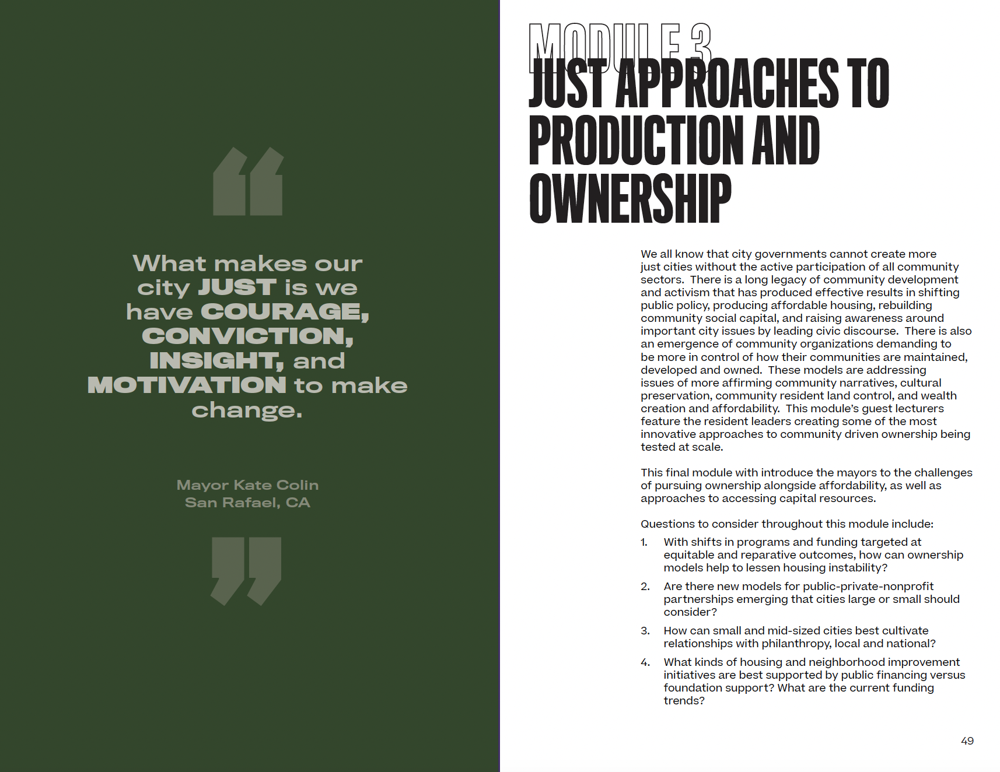 “
What makes our
city JUST is we
have COURAGE,
CONVICTION,
INSIGHT, and
MOTIVATION to make
change.
Mayor Kate Colin
San Rafael, CA
”
MODULE 3
JUST APPROACHES TO
PRODUCTION AND
OWNERSHIP
We all know that city governments cannot create more
just cities without the active participation of all community
sectors.  There is a long legacy of community development
and activism that has produced effective results in shifting
public policy, producing affordable housing, rebuilding
community social capital, and raising awareness around
important city issues by leading civic discourse.  There is also
an emergence of community organizations demanding to
be more in control of how their communities are maintained,
developed and owned.  These models are addressing
issues of more affirming community narratives, cultural
preservation, community resident land control, and wealth
creation and affordability.  This module’s guest lecturers
feature the resident leaders creating some of the most
innovative approaches to community driven ownership being
tested at scale.
This final module with introduce the mayors to the challenges
of pursuing ownership alongside affordability, as well as
approaches to accessing capital resources.
Questions to consider throughout this module include:
1. With shifts in programs and funding targeted at
equitable and reparative outcomes, how can ownership
models help to lessen housing instability?
2. Are there new models for public-private-nonprofit
partnerships emerging that cities large or small should
consider?
3. How can small and mid-sized cities best cultivate
relationships with philanthropy, local and national?
4. What kinds of housing and neighborhood improvement
initiatives are best supported by public financing versus
foundation support? What are the current funding
trends?
49